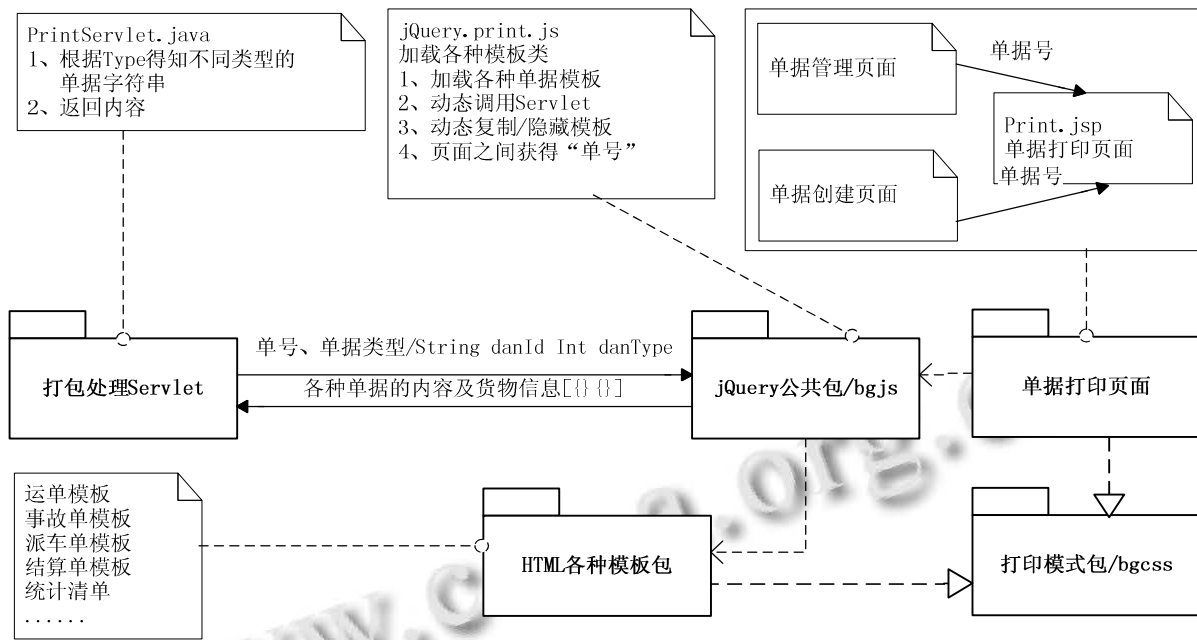 PrintServlet.java
1、根据Type得知不同类型的
单据字符串
2、返回内容
jQuery.print.js
加载各种模板类
1、加载各种单据模板
2、动态调用Servlet
3、动态复制/隐藏模板
4、页面之间获得“单号”
单据管理页面
单据号
Print.jsp
单据打印页面
单据号
单据创建页面
打包处理Servlet
单号、单据类型/String danId Int danType
各种单据的内容及货物信息[{}{}]
jQuery公共包/bgjs
单据打印页面
运单模板
事故单模板
派车单模板
结算单模板
统计清单
......
HTML各种模板包
打印模式包/bgcss